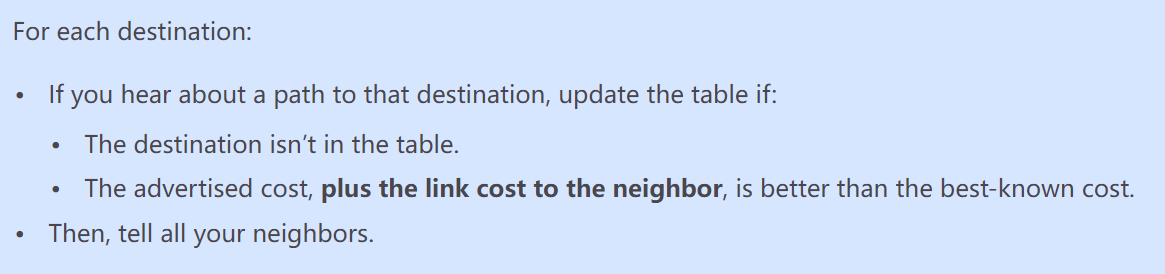 For each destination:
• If you hear about a path to that destination, update the table if:
• The destination isn’t in the table.
• The advertised cost, plus the link cost to the neighbor, is better than the best-known cost.
• Then, tell all your neighbors.